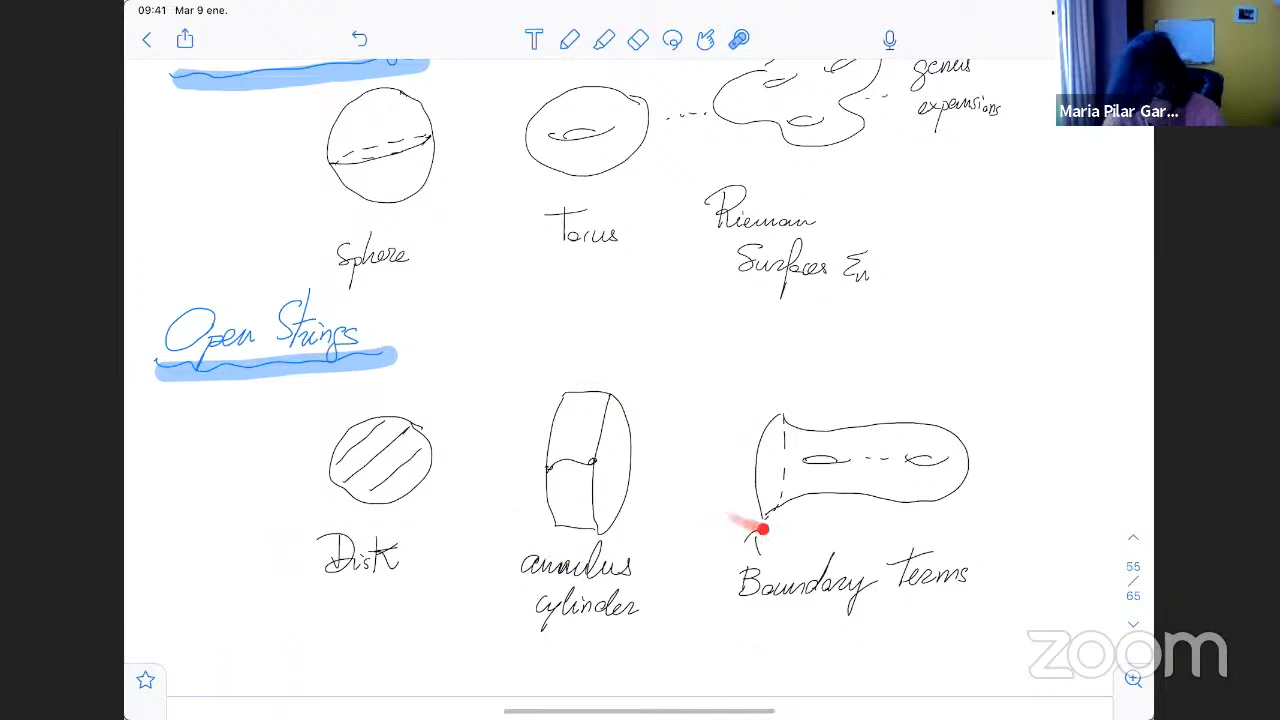 09:41 Mar 9 ene.
genus
expansions
Maria Pilar Gar...
Sphere
Torus
Rieman
Surfaces Σn
Open Strings
Disk
annulus
cylinder
Boundary Terms
55
/
65
zoom